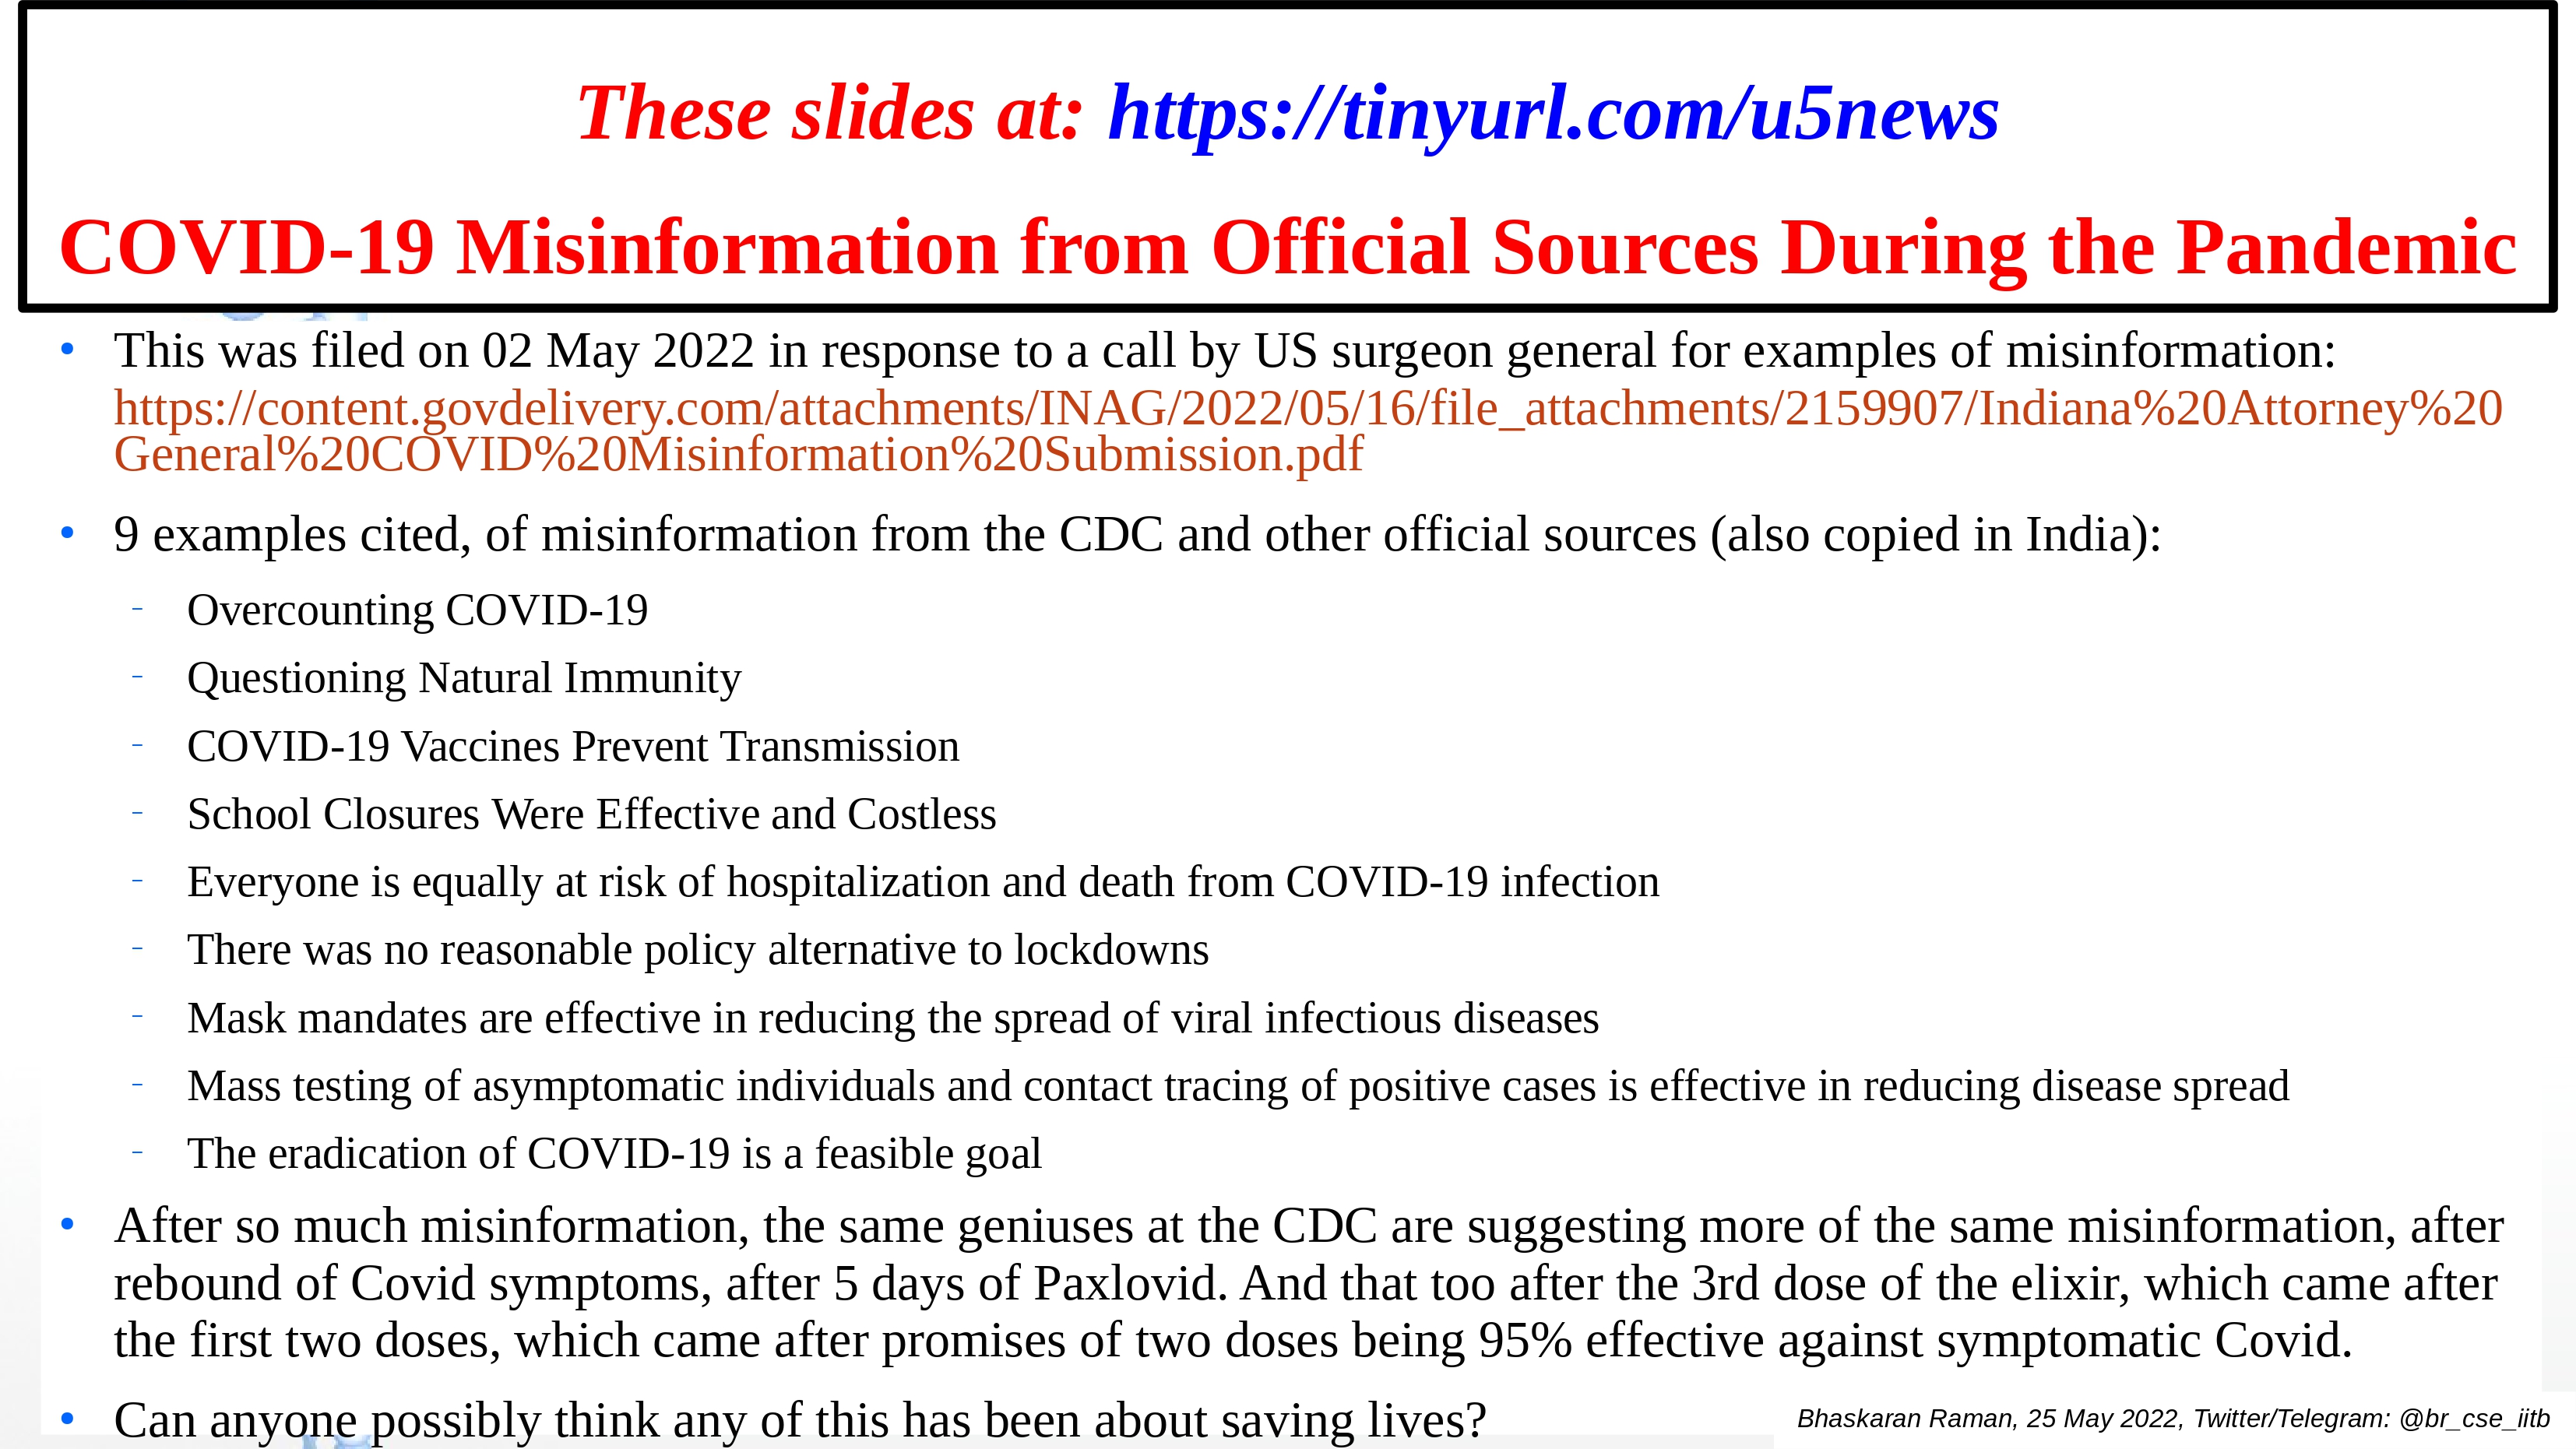 These slides at: https://tinyurl.com/u5news
COVID-19 Misinformation from Official Sources During the Pandemic
• This was filed on 02 May 2022 in response to a call by US surgeon general for examples of misinformation:
https://content.govdelivery.com/attachments/INAG/2022/05/16/file_attachments/2159907/Indiana%20Attorney%20
General%20COVID%20Misinformation%20Submission.pdf
• 9 examples cited, of misinformation from the CDC and other official sources (also copied in India):
– Overcounting COVID-19
– Questioning Natural Immunity
– COVID-19 Vaccines Prevent Transmission
– School Closures Were Effective and Costless
– Everyone is equally at risk of hospitalization and death from COVID-19 infection
– There was no reasonable policy alternative to lockdowns
– Mask mandates are effective in reducing the spread of viral infectious diseases
– Mass testing of asymptomatic individuals and contact tracing of positive cases is effective in reducing disease spread
– The eradication of COVID-19 is a feasible goal
• After so much misinformation, the same geniuses at the CDC are suggesting more of the same misinformation, after
rebound of Covid symptoms, after 5 days of Paxlovid. And that too after the 3rd dose of the elixir, which came after
the first two doses, which came after promises of two doses being 95% effective against symptomatic Covid.
• Can anyone possibly think any of this has been about saving lives?
Bhaskaran Raman, 25 May 2022, Twitter/Telegram: @br_cse_iitb